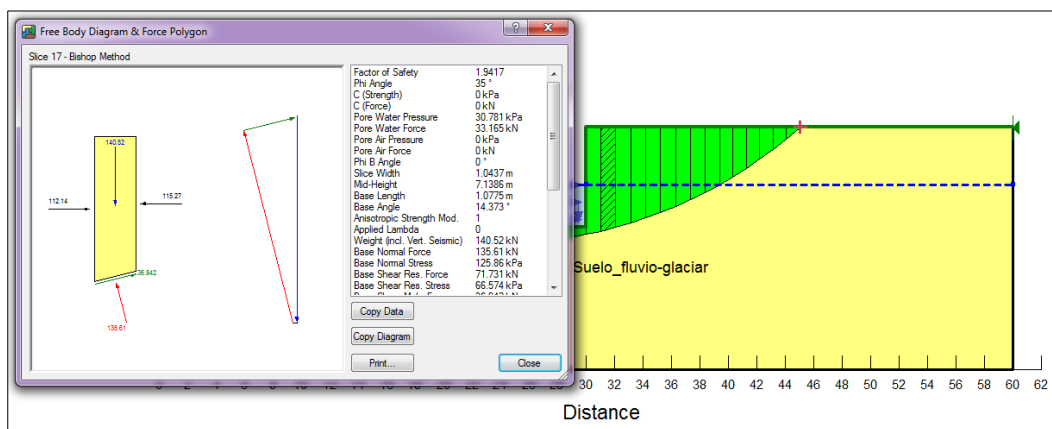 Free Body Diagram & Force Polygon
Slice 17 - Bishop Method
140.52
112.14
115.27
36.942
135.61
Factor of Safety 1.9417
Phi Angle 35 °
C (Strength) 0 kPa
C (Force) 0 kN
Pore Water Pressure 30.781 kPa
Pore Water Force 33.165 kN
Pore Air Pressure 0 kPa
Pore Air Force 0 kN
Phi B Angle 0 °
Slice Width 1.0437 m
Mid-Height 7.1386 m
Base Length 1.0775 m
Base Angle 14.373 °
Anisotropic Strength Mod. 1
Applied Lambda 0
Weight (incl. Vert. Seismic) 140.52 kN
Base Normal Force 135.61 kN
Base Normal Stress 125.86 kPa
Base Shear Res. Force 71.731 kN
Base Shear Res. Stress 66.574 kPa
Copy Data
Copy Diagram
Print...
Close
Suelo_fluvio-glaciar
30 32 34 36 38 40 42 44 46 48 50 52 54 56 58 60 62
Distance